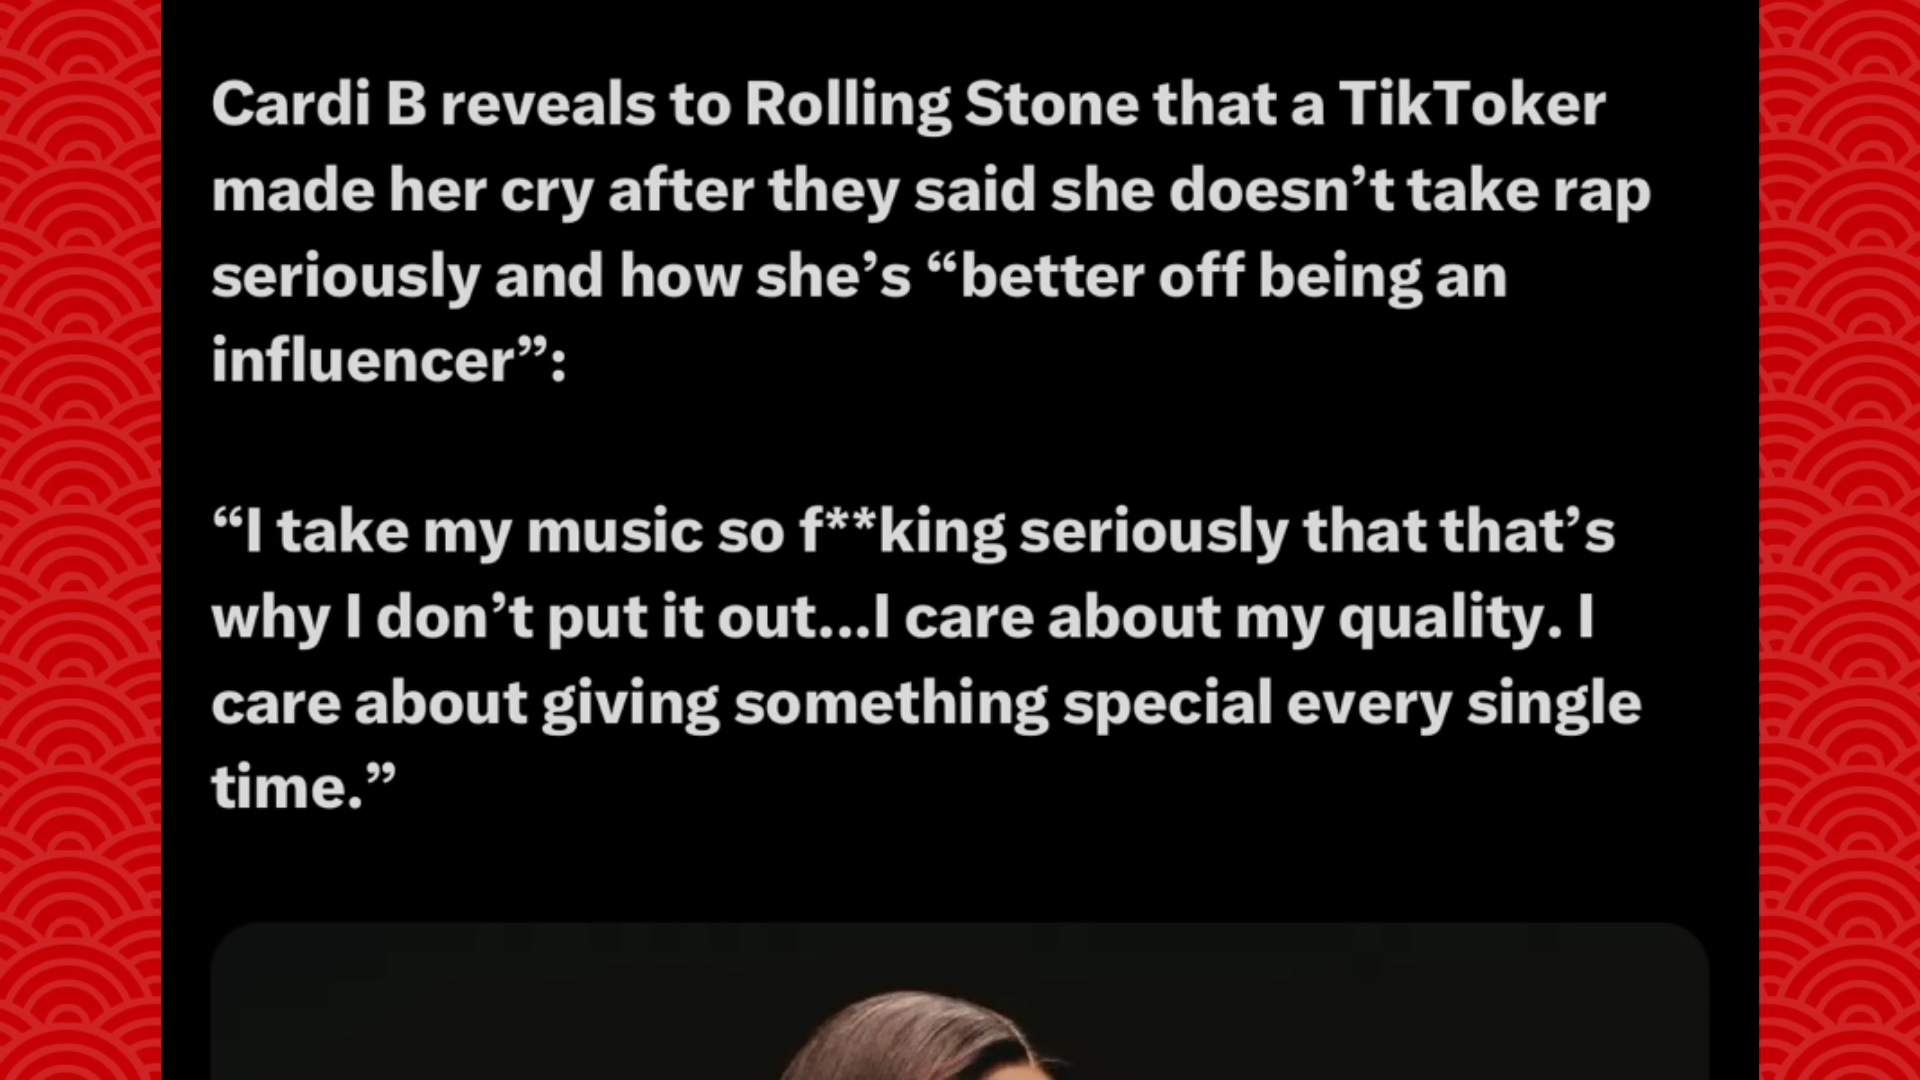 Cardi B reveals to Rolling Stone that a TikToker
made her cry after they said she doesn’t take rap
seriously and how she’s “better off being an
influencer”:
“I take my music so f**king seriously that that’s
why I don’t put it out...I care about my quality. I
care about giving something special every single
time.”